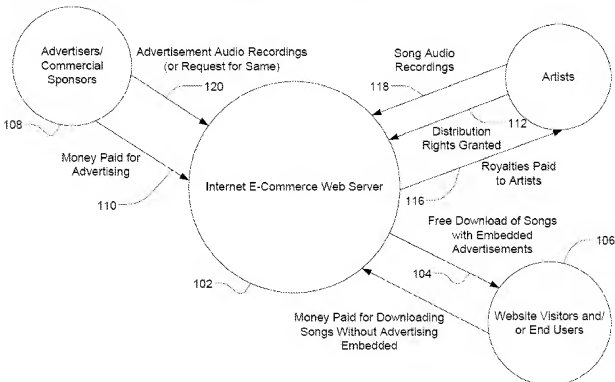 Advertisers/
Commercial
Sponsors
108
Advertisement Audio Recordings
(or Request for Same)
120
Money Paid for
Advertising
110
Song Audio
Recordings
118
Artists
112
Distribution
Rights Granted
Royalties Paid
to Artists
116
Internet E-Commerce Web Server
102
Free Download of Songs
with Embedded
Advertisements
104
106
Website Visitors and/
or End Users
Money Paid for Downloading
Songs Without Advertising
Embedded